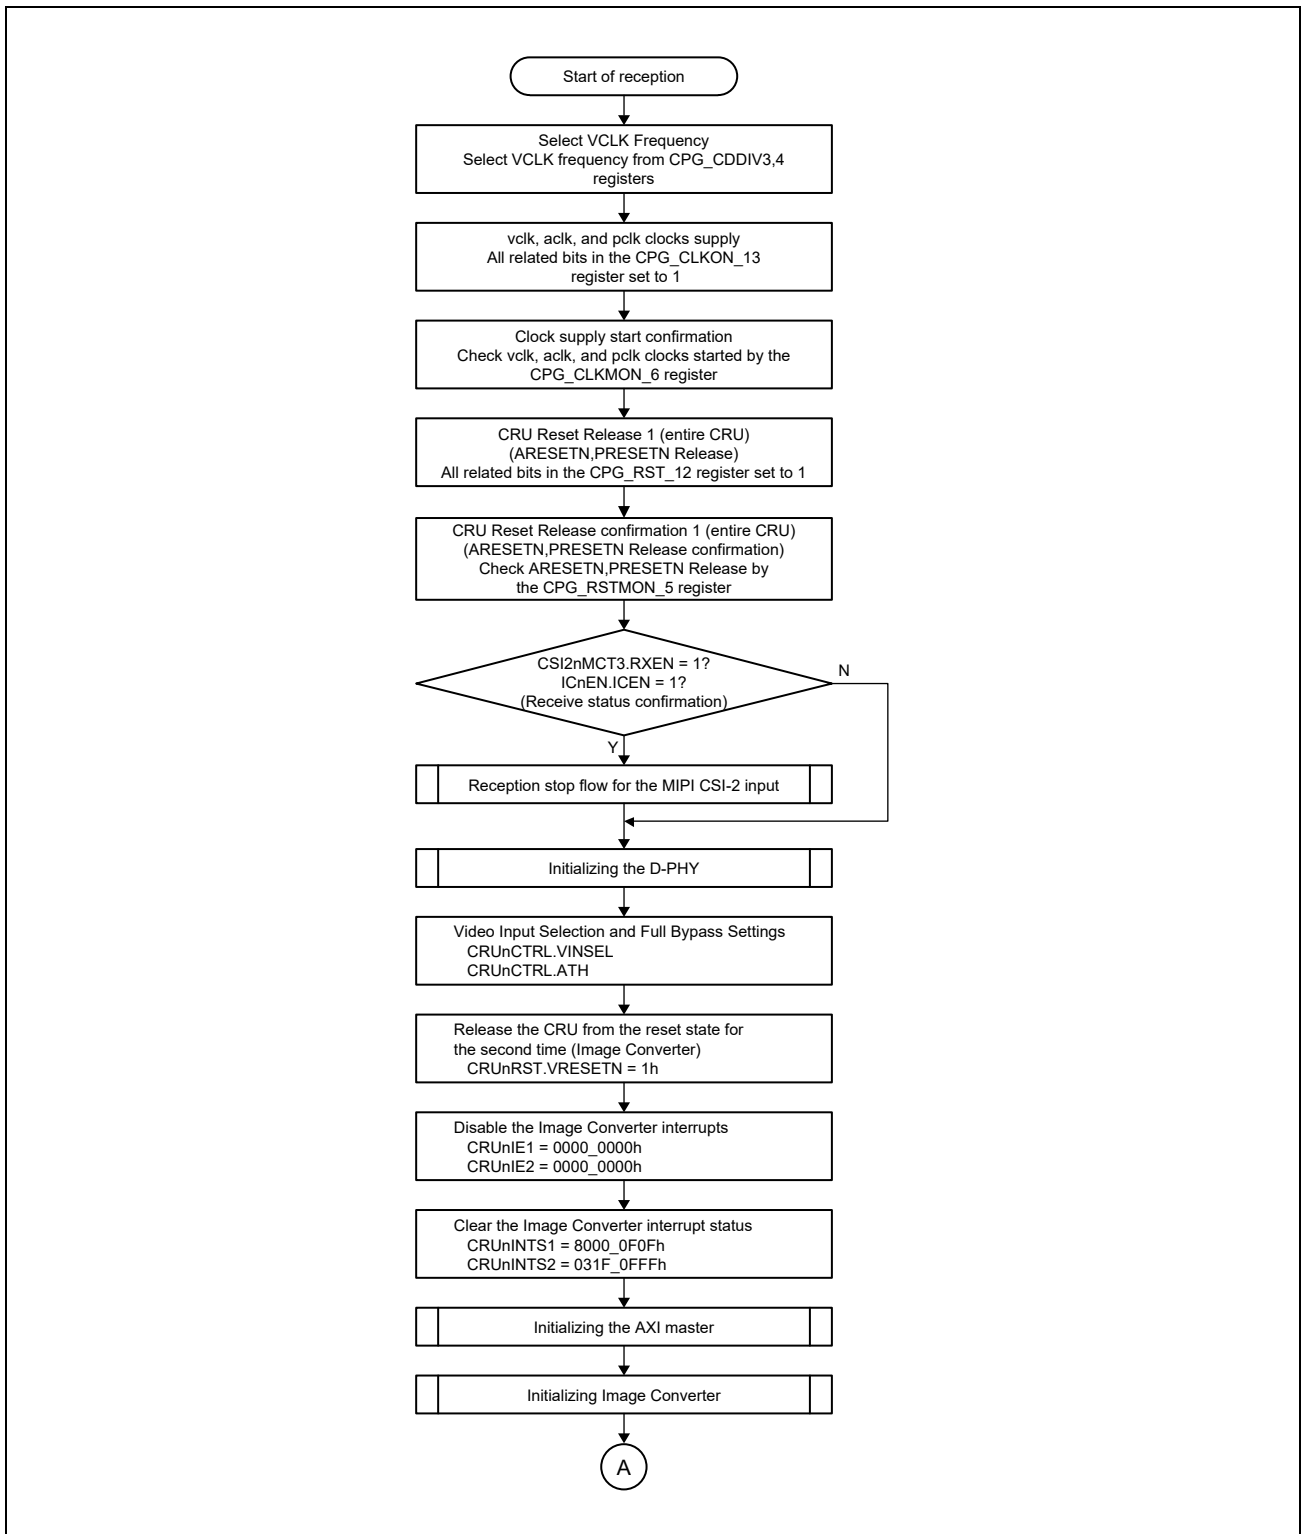 Start of reception
Select VCLK Frequency
Select VCLK frequency from CPG_CDDIV3,4
registers
vclk, aclk, and pclk clocks supply
All related bits in the CPG_CLKON_13
register set to 1
Clock supply start confirmation
Check vclk, aclk, and pclk clocks started by the
CPG_CLKMON_6 register
CRU Reset Release 1 (entire CRU)
(ARESETN,PRESETN Release)
All related bits in the CPG_RST_12 register set to 1
CRU Reset Release confirmation 1 (entire CRU)
(ARESETN,PRESETN Release confirmation)
Check ARESETN,PRESETN Release by
the CPG_RSTMON_5 register
CSI2nMCT3.RXEN = 1?
ICnEN.ICEN = 1?
(Receive status confirmation)
N
Y
Reception stop flow for the MIPI CSI-2 input
Initializing the D-PHY
Video Input Selection and Full Bypass Settings
CRUnCTRL.VINSEL
CRUnCTRL.ATH
Release the CRU from the reset state for
the second time (Image Converter)
CRUnRST.VRESETN = 1h
Disable the Image Converter interrupts
CRUnIE1 = 0000_0000h
CRUnIE2 = 0000_0000h
Clear the Image Converter interrupt status
CRUnINTS1 = 8000_0F0Fh
CRUnINTS2 = 031F_0FFFh
Initializing the AXI master
Initializing Image Converter
A